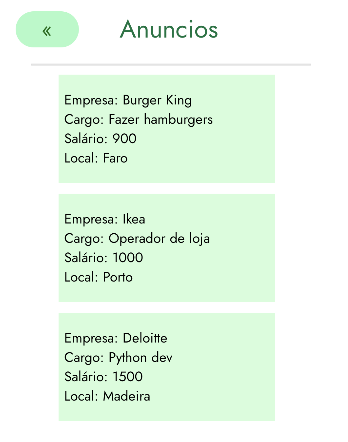 « Anuncios
Empresa: Burger King
Cargo: Fazer hamburgers
Salário: 900
Local: Faro
Empresa: Ikea
Cargo: Operador de loja
Salário: 1000
Local: Porto
Empresa: Deloitte
Cargo: Python dev
Salário: 1500
Local: Madeira